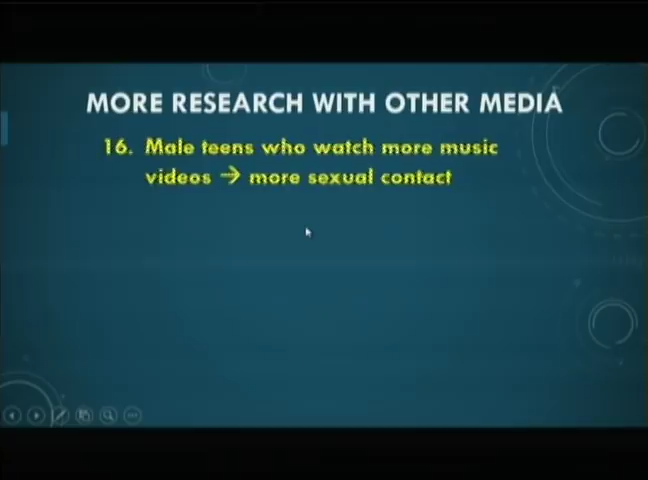 MORE RESEARCH WITH OTHER MEDIA
16. Male teens who watch more music
videos → more sexual contact